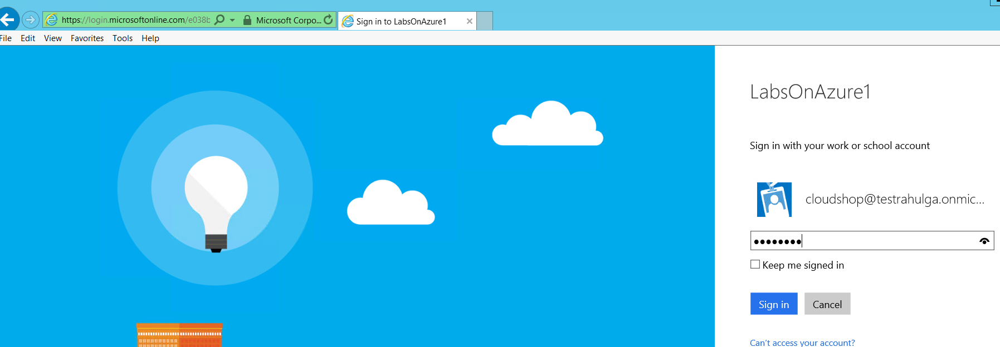 https://login.microsoftonline.com/e038b
Microsoft Corpo...
Sign in to LabsOnAzure1
File Edit View Favorites Tools Help
LabsOnAzure1
Sign in with your work or school account
cloudshop@testrahulga.onmic...
Keep me signed in
Sign in
Cancel
Can't access your account?